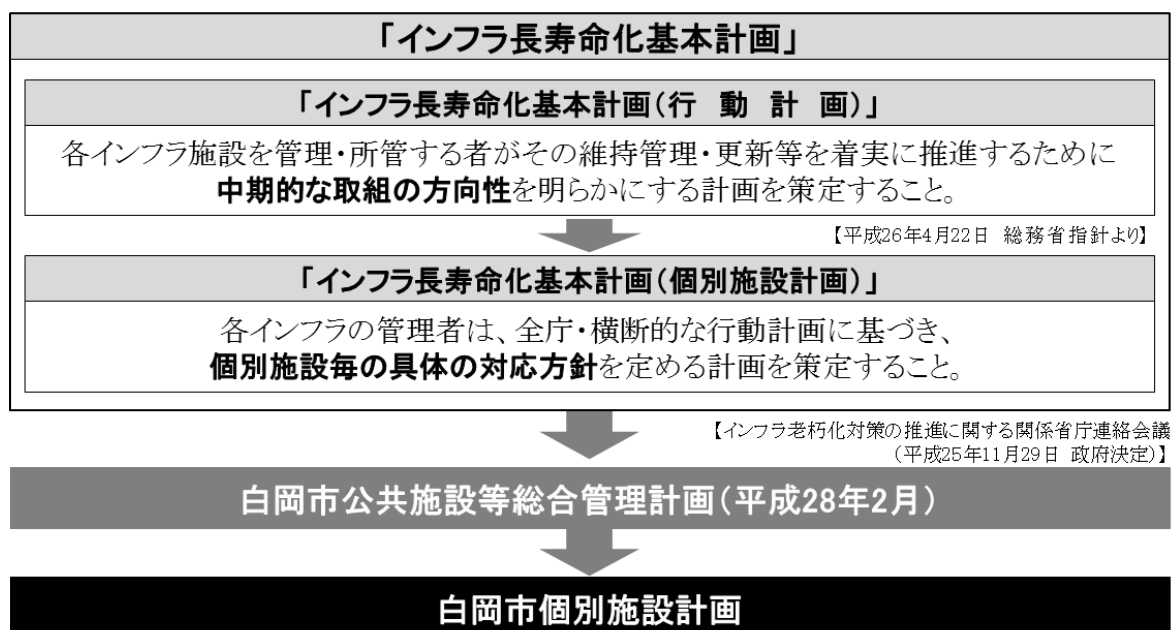 「インフラ長寿命化基本計画」
「インフラ長寿命化基本計画(行　動　計　画)」
各インフラ施設を管理・所管する者がその維持管理・更新等を着実に推進するために
中期的な取組の方向性を明らかにする計画を策定すること。
【平成26年4月22日　総務省指針より】
「インフラ長寿命化基本計画(個別施設計画)」
各インフラの管理者は、全庁・横断的な行動計画に基づき、
個別施設毎の具体の対応方針を定める計画を策定すること。
【インフラ老朽化対策の推進に関する関係省庁連絡会議
(平成25年11月29日　政府決定)】
白岡市公共施設等総合管理計画(平成28年2月)
白岡市個別施設計画